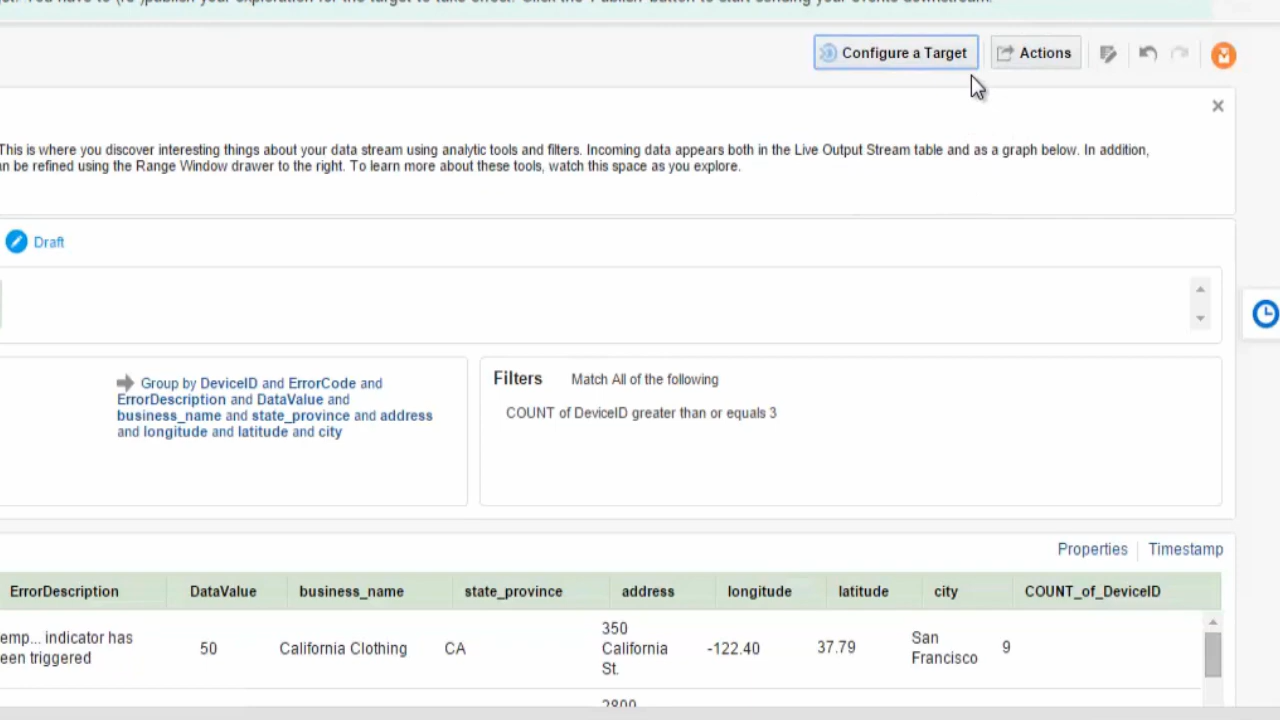 Configure a Target
Actions
This is where you discover interesting things about your data stream using analytic tools and filters. Incoming data appears both in the Live Output Stream table and as a graph below. In addition,
be refined using the Range Window drawer to the right. To learn more about these tools, watch this space as you explore.
Draft
Group by DeviceID and ErrorCode and
ErrorDescription and DataValue and
business_name and state_province and address
and longitude and latitude and city
Filters Match All of the following
COUNT of DeviceID greater than or equals 3
Properties Timestamp
ErrorDescription DataValue business_name state_province address longitude latitude city COUNT_of_DeviceID
emp... indicator has
een triggered
50
California Clothing
CA
350
California
St.
-122.40
37.79
San
Francisco
9